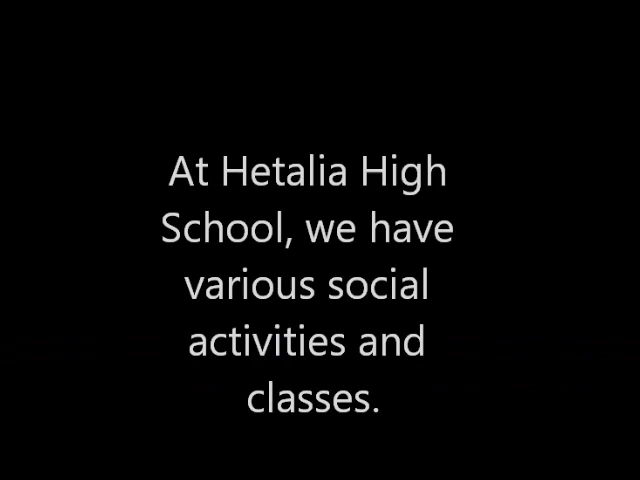 At Hetalia High
School, we have
various social
activities and
classes.